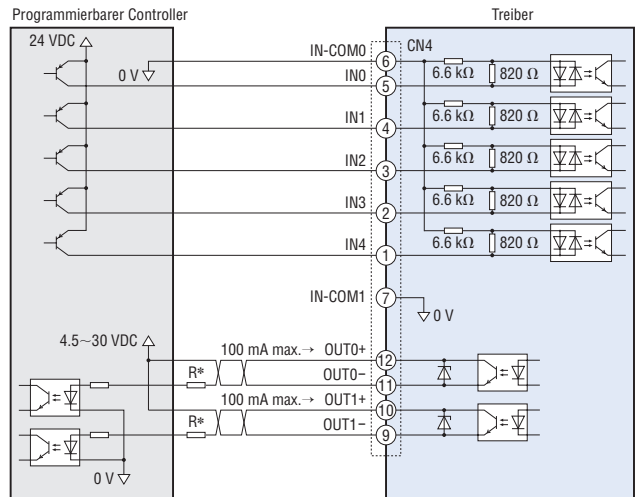 Programmierbarer Controller
Treiber
24 VDC
0 V
IN-COM0
CN4
6
6.6 kΩ
820 Ω
IN0
5
IN1
4
6.6 kΩ
820 Ω
IN2
3
6.6 kΩ
820 Ω
IN3
2
6.6 kΩ
820 Ω
IN4
1
6.6 kΩ
820 Ω
IN-COM1
7
0 V
4.5~30 VDC
100 mA max.→
OUT0+
12
R*
OUT0−
11
100 mA max.→
OUT1+
10
R*
OUT1−
9
0 V